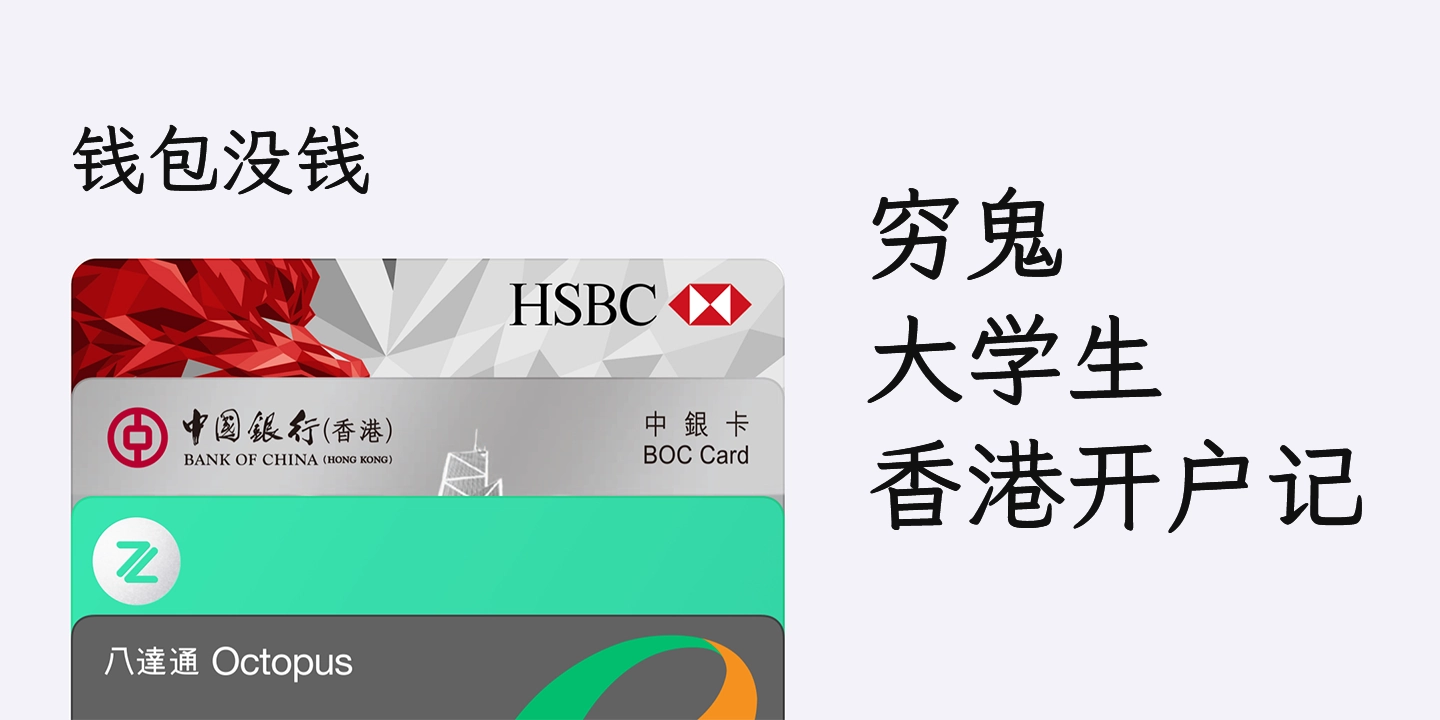 钱包没钱
HSBC
中國銀行(香港)
BANK OF CHINA (HONG KONG)
中銀卡
BOC Card
八達通 Octopus
穷鬼
大学生
香港开户记